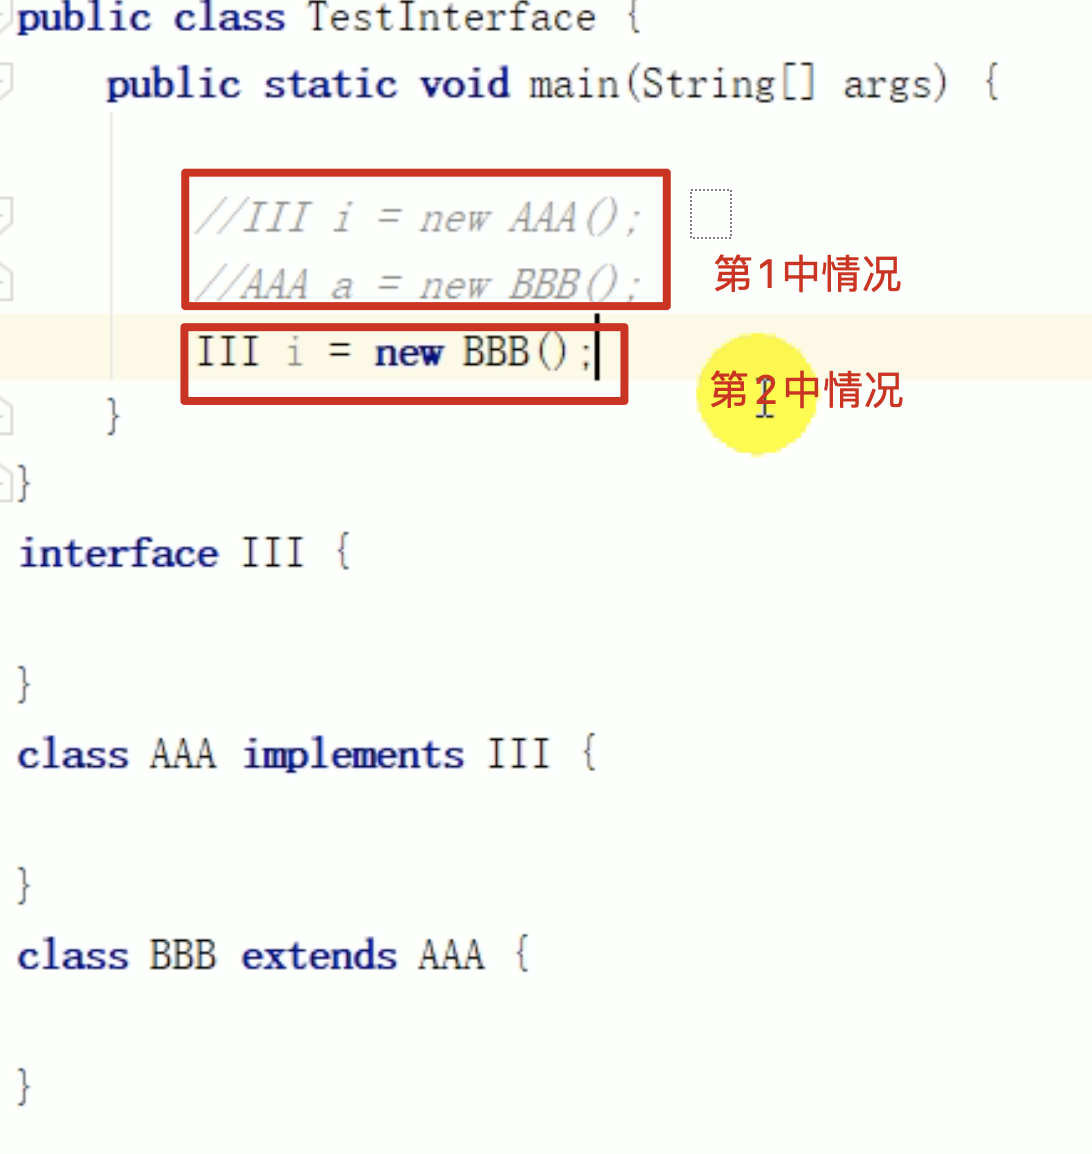 public class TestInterface {
public static void main(String[] args) {
//III i = new AAA();
第1中情况
//AAA a = new BBB();
III i = new BBB();
第2中情况
}
}
interface III {
}
class AAA implements III {
}
class BBB extends AAA {
}